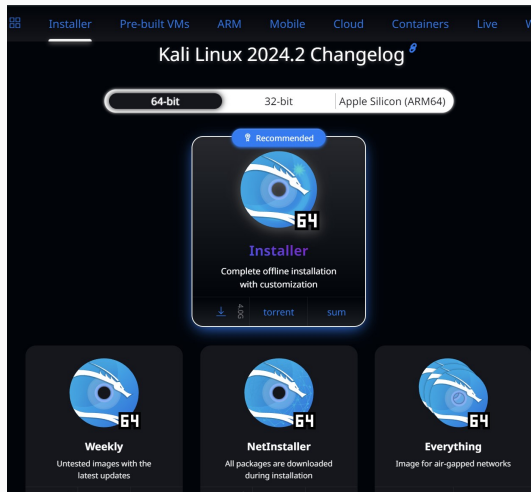 Installer Pre-built VMs ARM Mobile Cloud Containers Live W
Kali Linux 2024.2 Changelog
64-bit 32-bit Apple Silicon (ARM64)
Recommended
64
Installer
Complete offline installation
with customization
4.0G torrent sum
64 64 64
Weekly NetInstaller Everything
Untested images with the All packages are downloaded Image for air-gapped networks
latest updates during installation